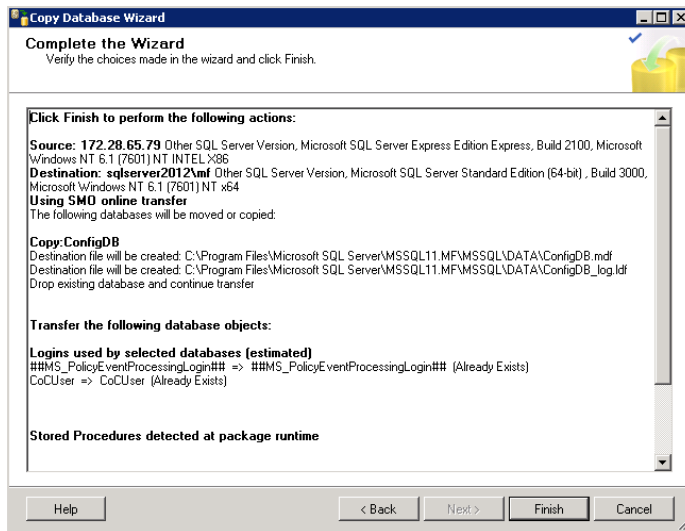 Copy Database Wizard
Complete the Wizard
Verify the choices made in the wizard and click Finish.
Click Finish to perform the following actions:
Source: 172.28.65.79 Other SQL Server Version, Microsoft SQL Server Express Edition Express, Build 2100, Microsoft
Windows NT 6.1 (7601) NT INTEL X86
Destination: sqlserver2012\mf Other SQL Server Version, Microsoft SQL Server Standard Edition (64-bit) , Build 3000,
Microsoft Windows NT 6.1 (7601) NT x64
Using SMO online transfer
The following databases will be moved or copied:
Copy:ConfigDB
Destination file will be created: C:\Program Files\Microsoft SQL Server\MSSQL11.MF\MSSQL\DATA\ConfigDB.mdf
Destination file will be created: C:\Program Files\Microsoft SQL Server\MSSQL11.MF\MSSQL\DATA\ConfigDB_log.ldf
Drop existing database and continue transfer
Transfer the following database objects:
Logins used by selected databases (estimated)
##MS_PolicyEventProcessingLogin## => ##MS_PolicyEventProcessingLogin## (Already Exists)
CoCUser => CoCUser (Already Exists)
Stored Procedures detected at package runtime
Help
< Back
Next >
Finish
Cancel